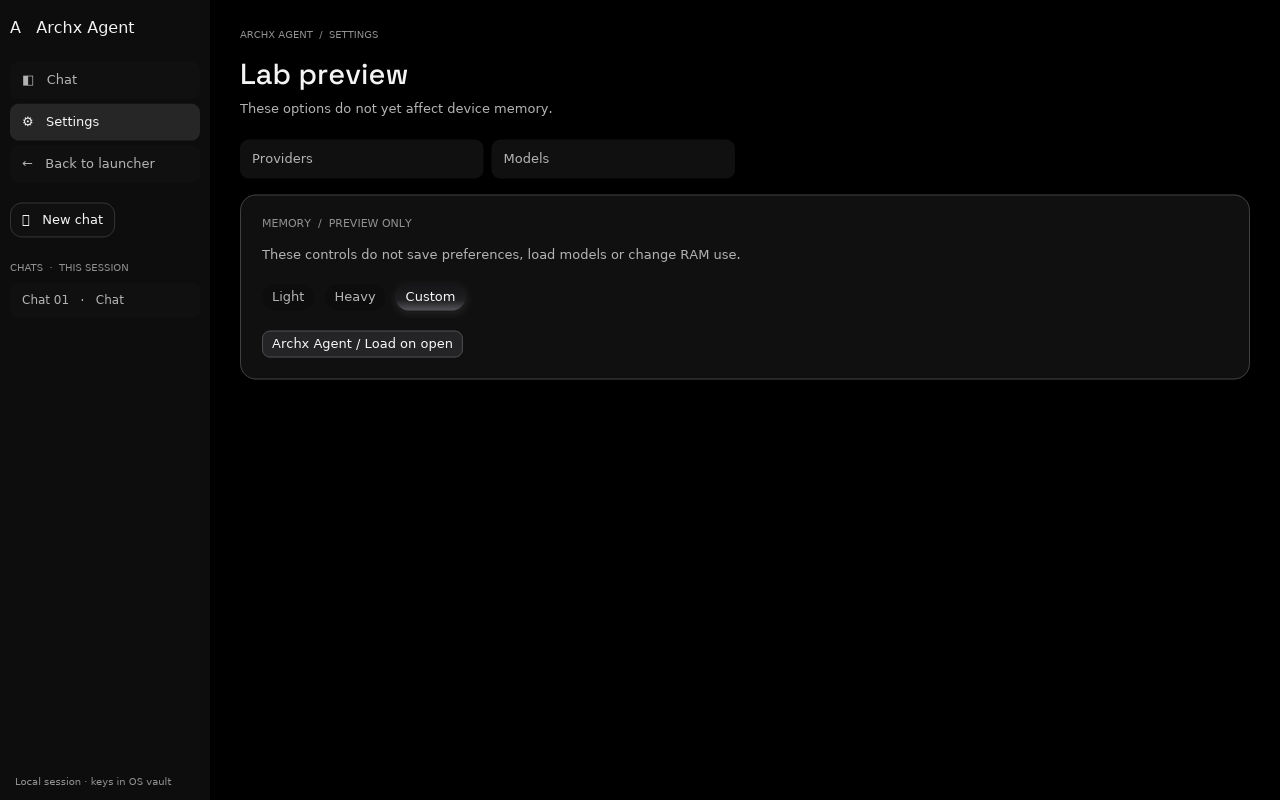 A Archx Agent
◧ Chat
⚙ Settings
← Back to launcher
New chat
CHATS · THIS SESSION
Chat 01 · Chat
Local session · keys in OS vault
ARCHX AGENT / SETTINGS
Lab preview
These options do not yet affect device memory.
Providers
Models
MEMORY / PREVIEW ONLY
These controls do not save preferences, load models or change RAM use.
Light Heavy Custom
Archx Agent / Load on open